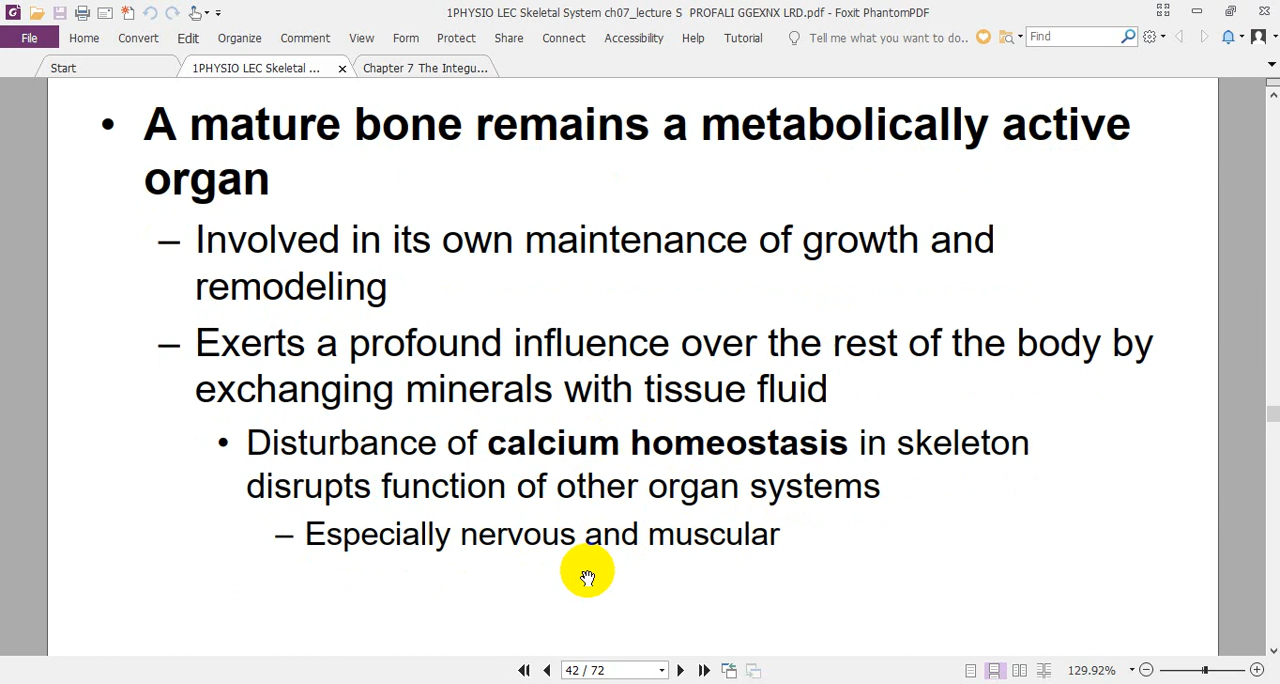 1PHYSIO LEC Skeletal System ch07_lecture S PROFALI GGEXNX LRD.pdf - Foxit PhantomPDF
File Home Convert Edit Organize Comment View Form Protect Share Connect Accessibility Help Tutorial Tell me what you want to do.. Find
Start 1PHYSIO LEC Skeletal ... Chapter 7 The Integu...
• A mature bone remains a metabolically active
organ
– Involved in its own maintenance of growth and
remodeling
– Exerts a profound influence over the rest of the body by
exchanging minerals with tissue fluid
• Disturbance of calcium homeostasis in skeleton
disrupts function of other organ systems
– Especially nervous and muscular
42 / 72 129.92%